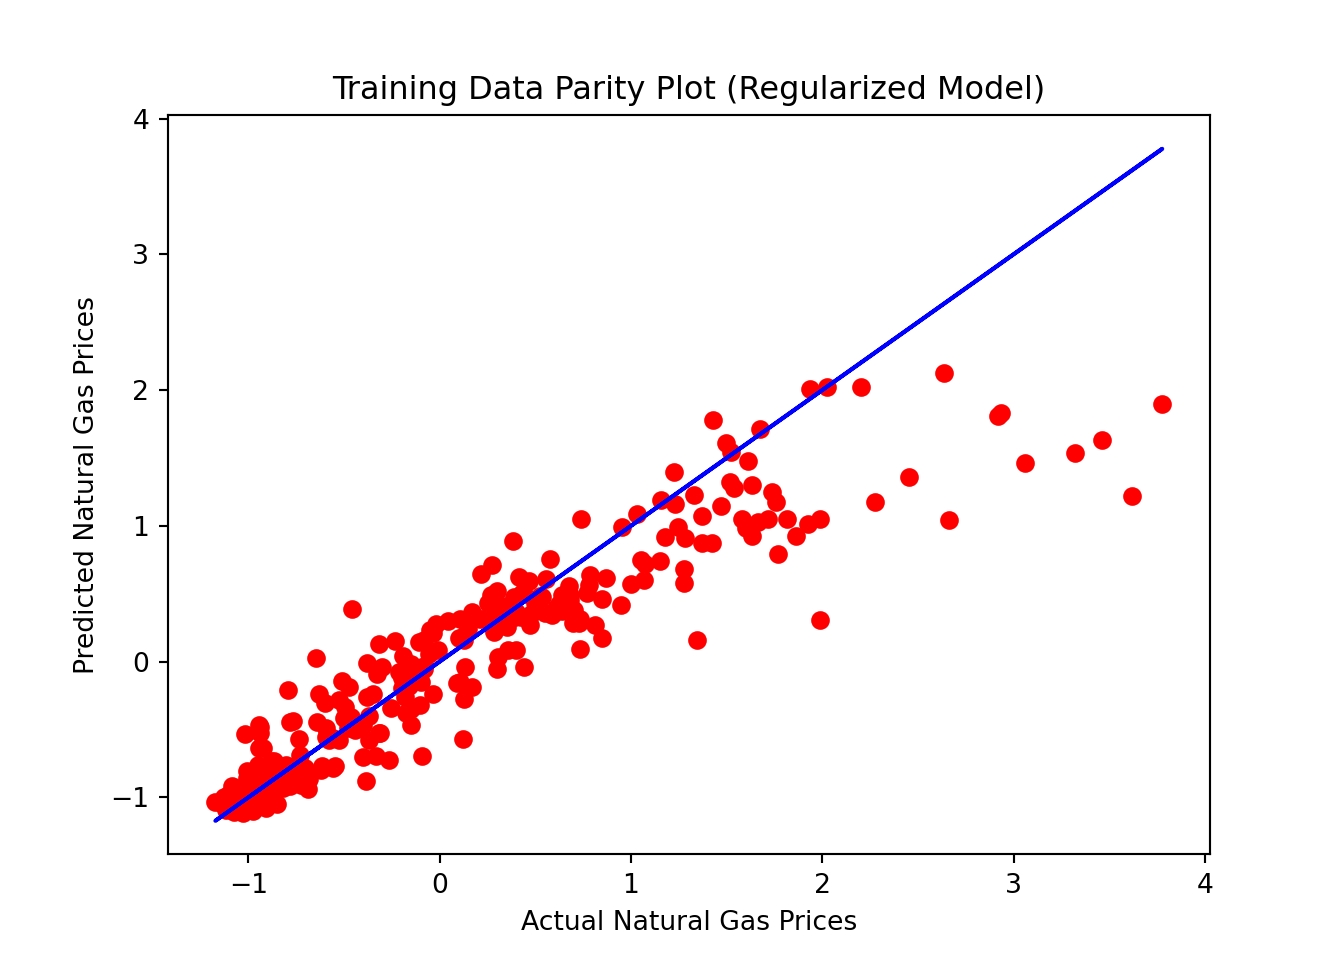 Training Data Parity Plot (Regularized Model)
4
3
2
1
0
−1
Predicted Natural Gas Prices
−1 0 1 2 3 4
Actual Natural Gas Prices